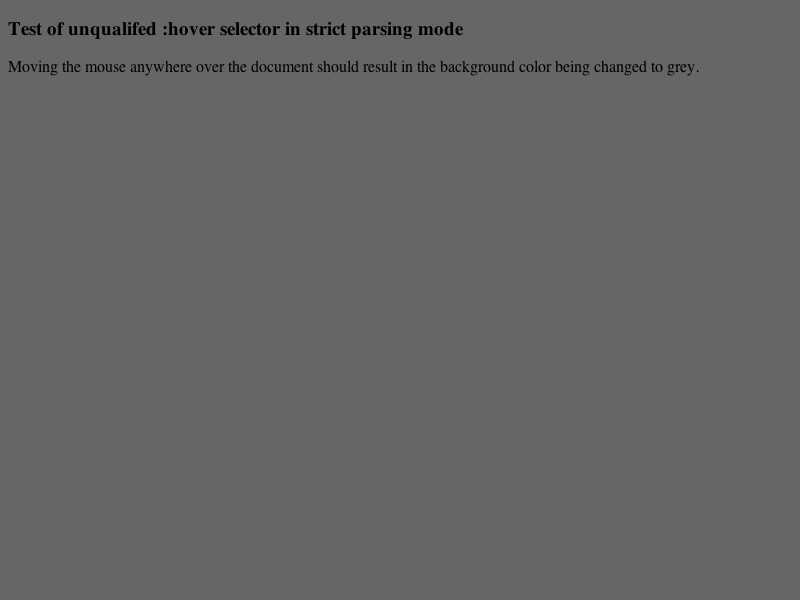 Test of unqualifed :hover selector in strict parsing mode
Moving the mouse anywhere over the document should result in the background color being changed to grey.